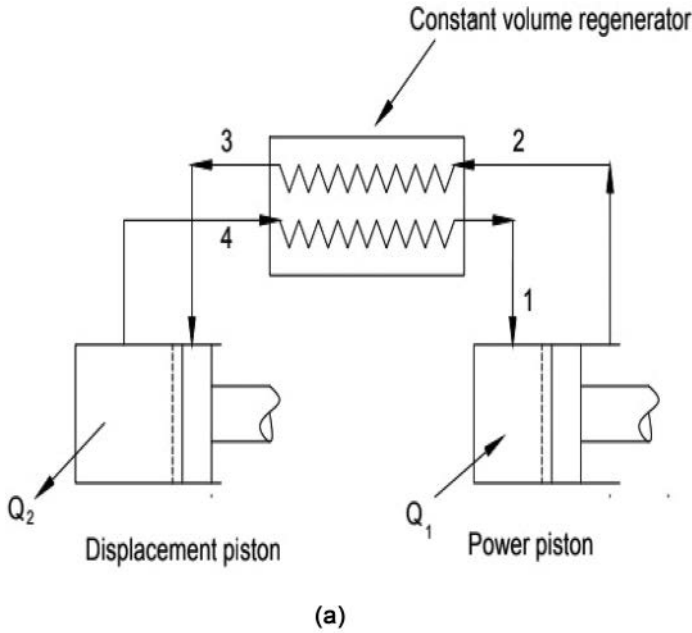 Constant volume regenerator
3
2
4
1
Q2
Q1
Displacement piston
Power piston
(a)